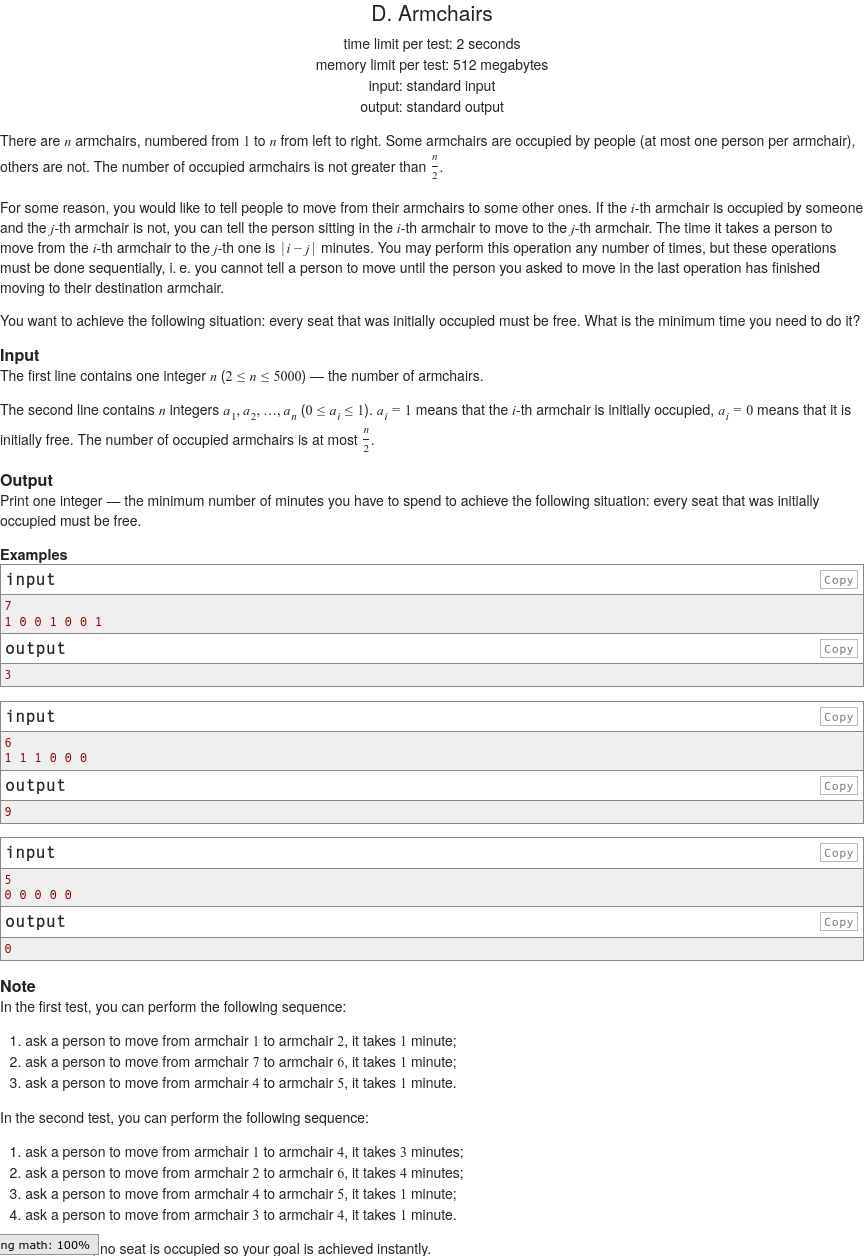 D. Armchairs
time limit per test: 2 seconds
memory limit per test: 512 megabytes
input: standard input
output: standard output
There are n armchairs, numbered from 1 to n from left to right. Some armchairs are occupied by people (at most one person per armchair),
others are not. The number of occupied armchairs is not greater than n/2.
For some reason, you would like to tell people to move from their armchairs to some other ones. If the i-th armchair is occupied by someone
and the j-th armchair is not, you can tell the person sitting in the i-th armchair to move to the j-th armchair. The time it takes a person to
move from the i-th armchair to the j-th one is |i − j| minutes. You may perform this operation any number of times, but these operations
must be done sequentially, i. e. you cannot tell a person to move until the person you asked to move in the last operation has finished
moving to their destination armchair.
You want to achieve the following situation: every seat that was initially occupied must be free. What is the minimum time you need to do it?
Input
The first line contains one integer n (2 ≤ n ≤ 5000) — the number of armchairs.
The second line contains n integers a₁, a₂, …, aₙ (0 ≤ aᵢ ≤ 1). aᵢ = 1 means that the i-th armchair is initially occupied, aᵢ = 0 means that it is
initially free. The number of occupied armchairs is at most n/2.
Output
Print one integer — the minimum number of minutes you have to spend to achieve the following situation: every seat that was initially
occupied must be free.
Examples
input Copy
7
1 0 0 1 0 0 1
output Copy
3
input Copy
6
1 1 1 0 0 0
output Copy
9
input Copy
5
0 0 0 0 0
output Copy
0
Note
In the first test, you can perform the following sequence:
1. ask a person to move from armchair 1 to armchair 2, it takes 1 minute;
2. ask a person to move from armchair 7 to armchair 6, it takes 1 minute;
3. ask a person to move from armchair 4 to armchair 5, it takes 1 minute.
In the second test, you can perform the following sequence:
1. ask a person to move from armchair 1 to armchair 4, it takes 3 minutes;
2. ask a person to move from armchair 2 to armchair 6, it takes 4 minutes;
3. ask a person to move from armchair 4 to armchair 5, it takes 1 minute;
4. ask a person to move from armchair 3 to armchair 4, it takes 1 minute.
ng math: 100% no seat is occupied so your goal is achieved instantly.